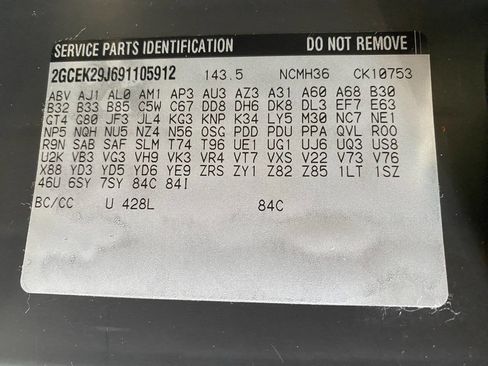 SERVICE PARTS IDENTIFICATION DO NOT REMOVE
2GCEK29J691105912 143.5 NCMH36 CK10753
ABV AJ1 AL0 AM1 AP3 AU3 AZ3 A31 A60 A68 B30
B32 B33 B85 C5W C67 DD8 DH6 DK8 DL3 EF7 E63
GT4 G80 JF3 JL4 KG3 KNP K34 LY5 M30 NC7 NE1
NP5 NQH NU5 NZ4 N56 OSG PDD PDU PPA QVL ROO
R9N SAB SAF SLM T74 T96 UE1 UG1 UJ6 UQ3 US8
U2K VB3 VG3 VH9 VK3 VR4 VT7 VXS V22 V73 V76
X88 YD3 YD5 YD6 YE9 ZRS ZY1 Z82 Z85 1LT 1SZ
46U 6SY 7SY 84C 84I
BC/CC U 428L 84C